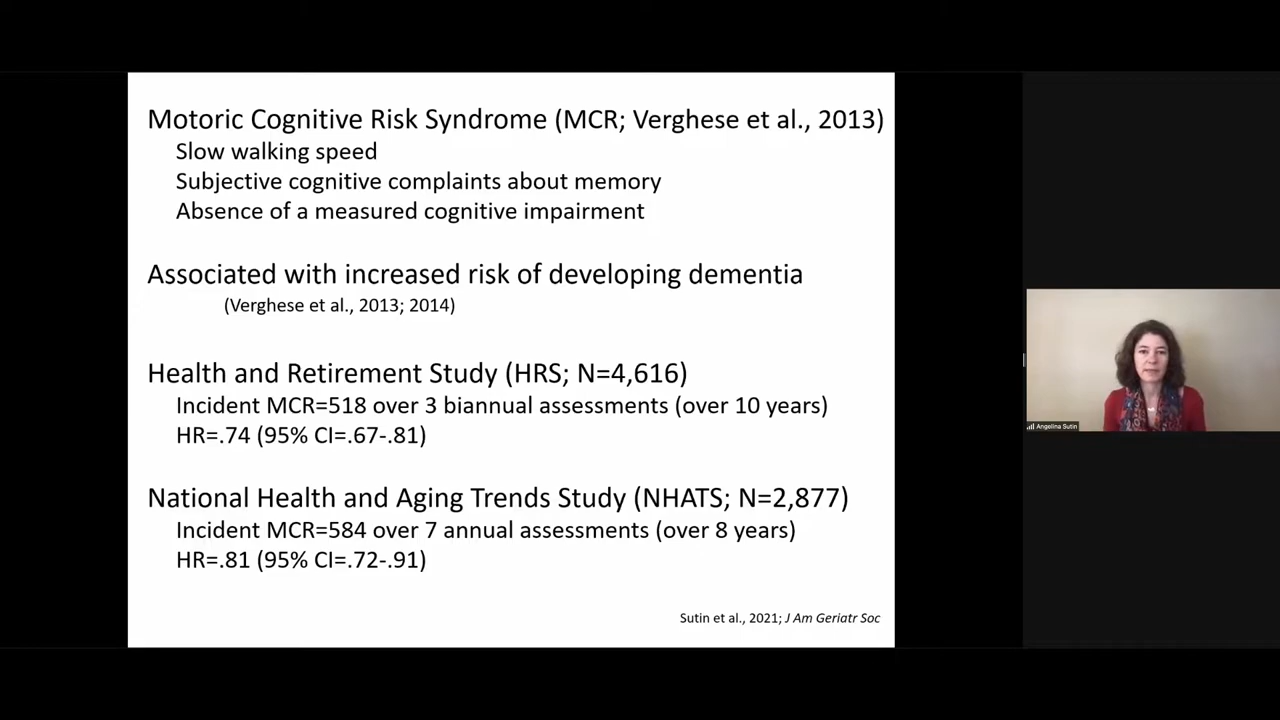 Motoric Cognitive Risk Syndrome (MCR; Verghese et al., 2013)
Slow walking speed
Subjective cognitive complaints about memory
Absence of a measured cognitive impairment
Associated with increased risk of developing dementia
(Verghese et al., 2013; 2014)
Health and Retirement Study (HRS; N=4,616)
Incident MCR=518 over 3 biannual assessments (over 10 years)
HR=.74 (95% CI=.67-.81)
National Health and Aging Trends Study (NHATS; N=2,877)
Incident MCR=584 over 7 annual assessments (over 8 years)
HR=.81 (95% CI=.72-.91)
Sutin et al., 2021; J Am Geriatr Soc
Angelina Sutin